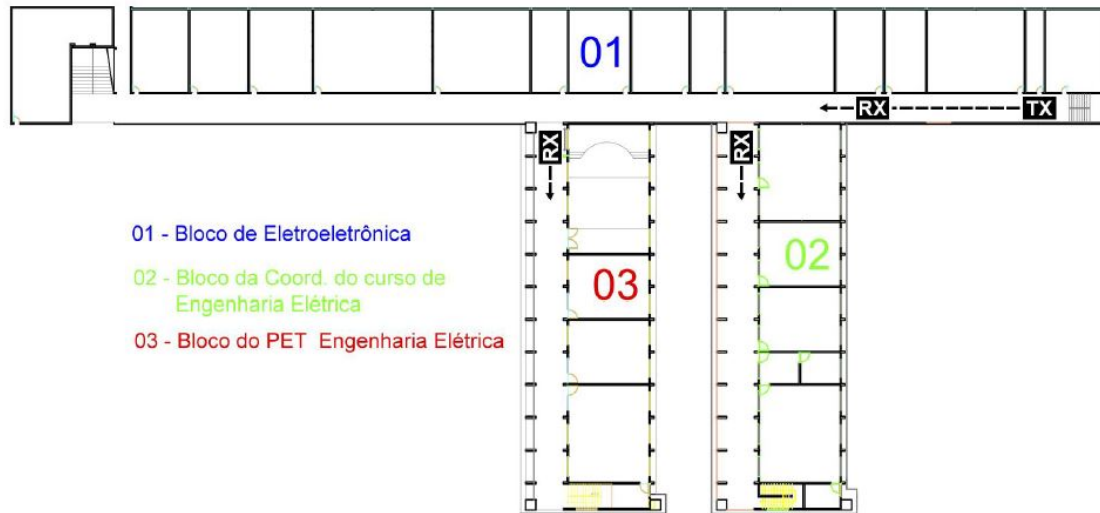 01
RX
TX
RX
RX
01 - Bloco de Eletroeletrônica
02 - Bloco da Coord. do curso de
Engenharia Elétrica
03 - Bloco do PET Engenharia Elétrica
02
03